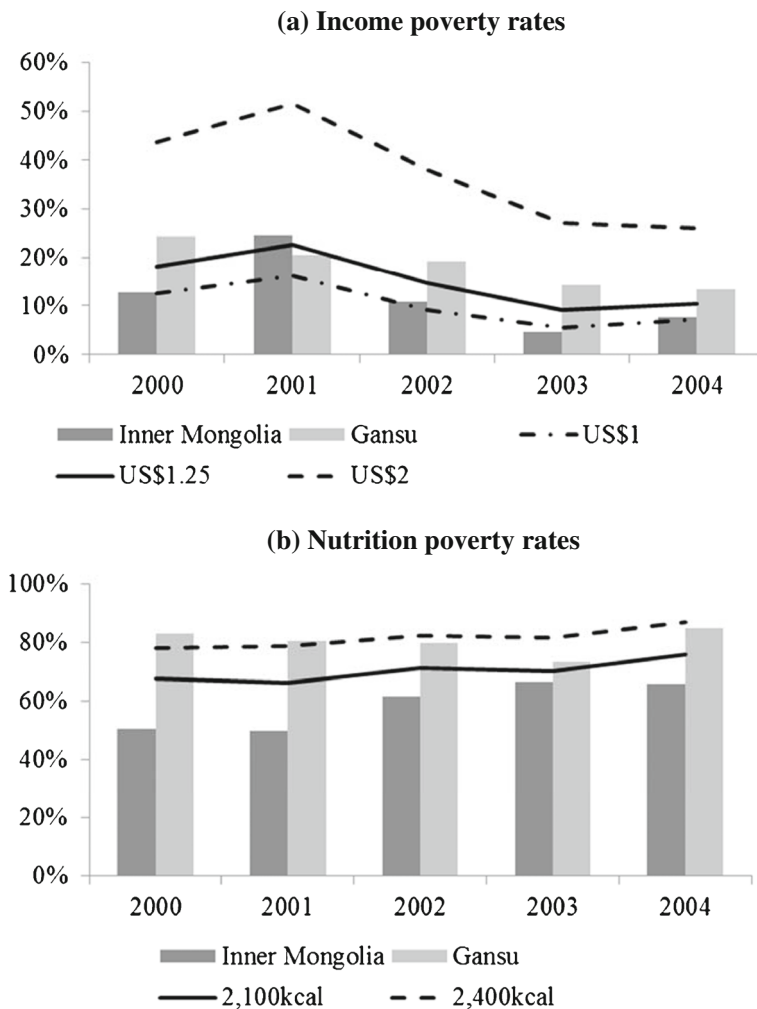 (a) Income poverty rates
60%
50%
40%
30%
20%
10%
0%
2000 2001 2002 2003 2004
Inner Mongolia Gansu US$1
US$1.25 US$2
(b) Nutrition poverty rates
100%
80%
60%
40%
20%
0%
2000 2001 2002 2003 2004
Inner Mongolia Gansu
2,100kcal 2,400kcal